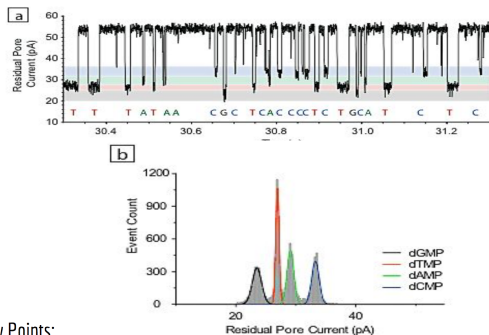 a
60
50
40
30
20
10
Residual Pore
Current (pA)
T T T A T A A C G C T C A C C C C T C T G C A T C T C
30.4 30.6 30.8 31.0 31.2
b
1200
900
600
300
0
Event Count
dGMP
dTMP
dAMP
dCMP
20 40
Residual Pore Current (pA)
Points: